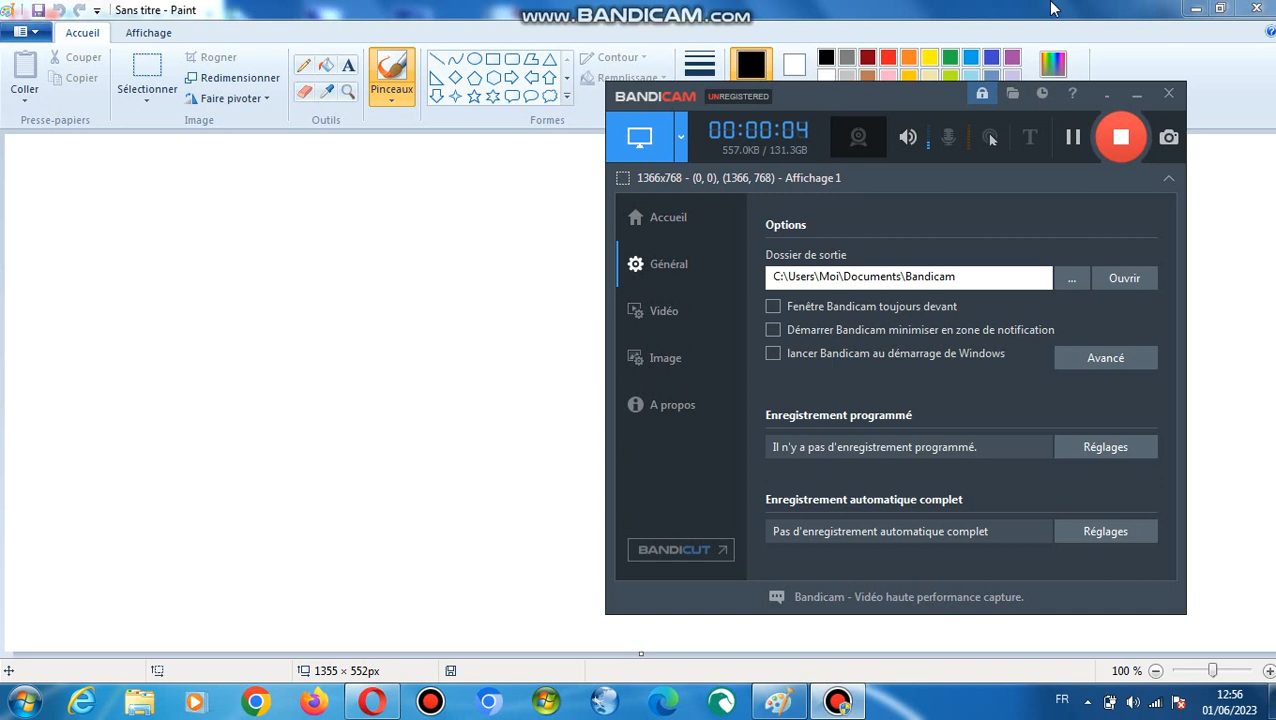 Sans titre - Paint
www.BANDICAM.com
Accueil
Affichage
Coller
Couper
Copier
Presse-papiers
Sélectionner
Rogner
Redimensionner
Faire pivoter
Image
A
Outils
Pinceaux
Formes
Contour
Remplissage
BANDICAM
UNREGISTERED
00:00:04
557.0KB / 131.3GB
T
1366x768 - (0, 0), (1366, 768) - Affichage 1
Accueil
Général
Vidéo
Image
A propos
BANDICUT
Options
Dossier de sortie
C:\Users\Moi\Documents\Bandicam
...
Ouvrir
Fenêtre Bandicam toujours devant
Démarrer Bandicam minimiser en zone de notification
lancer Bandicam au démarrage de Windows
Avancé
Enregistrement programmé
Il n'y a pas d'enregistrement programmé.
Réglages
Enregistrement automatique complet
Pas d'enregistrement automatique complet
Réglages
Bandicam - Vidéo haute performance capture.
1355 × 552px
100 %
FR
12:56
01/06/2023